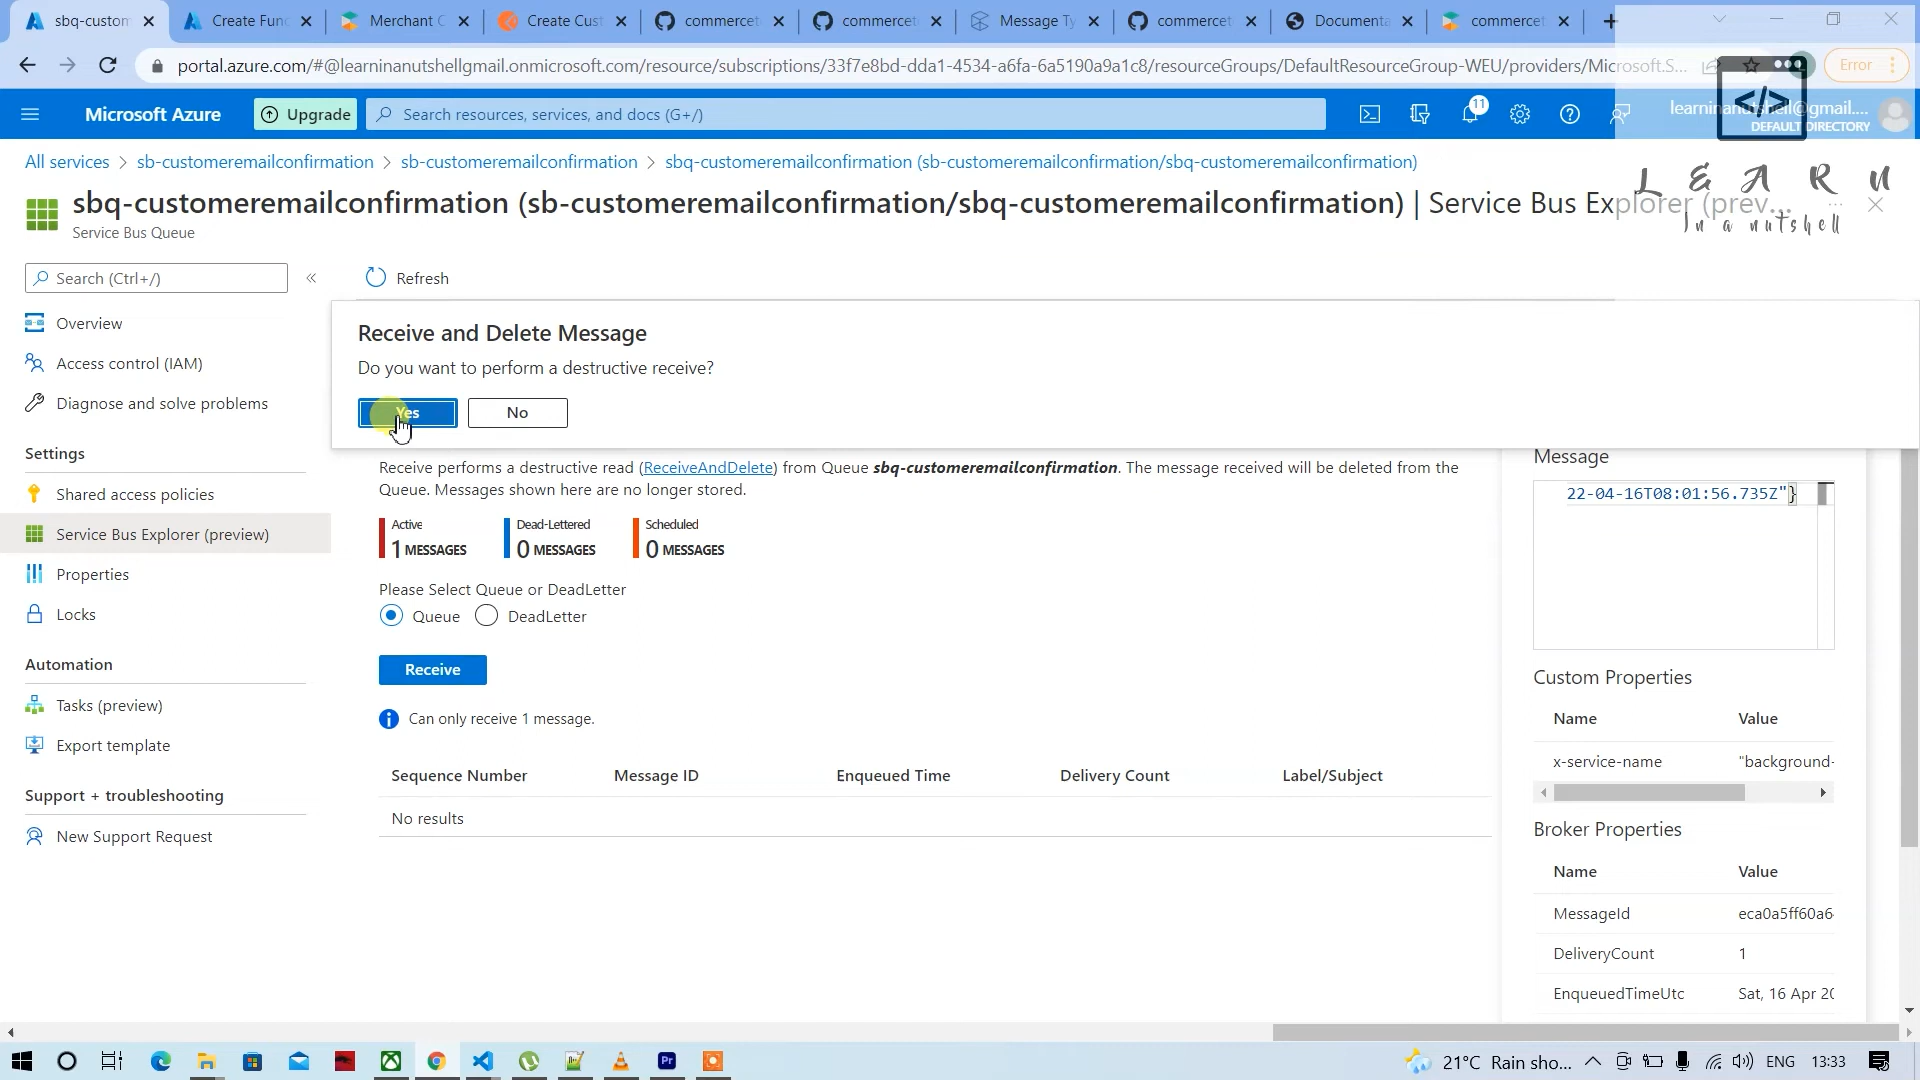 sbq-custom
Create Fun
Merchant C
Create Cust
commercet
commercet
Message Ty
commercet
Documenta
commercet
portal.azure.com/#@learninanutshellgmail.onmicrosoft.com/resource/subscriptions/33f7e8bd-dda1-4534-a6fa-6a5190a9a1c8/resourceGroups/DefaultResourceGroup-WEU/providers/Microsoft.S...
Error
Microsoft Azure
Upgrade
Search resources, services, and docs (G+/)
11
learninanutshell@gmail....
DEFAULT DIRECTORY
</>
All services > sb-customeremailconfirmation > sb-customeremailconfirmation > sbq-customeremailconfirmation (sb-customeremailconfirmation/sbq-customeremailconfirmation)
LEARN
In a nutshell
sbq-customeremailconfirmation (sb-customeremailconfirmation/sbq-customeremailconfirmation) | Service Bus Explorer (prev...
Service Bus Queue
Search (Ctrl+/)
Refresh
Overview
Access control (IAM)
Diagnose and solve problems
Settings
Shared access policies
Service Bus Explorer (preview)
Properties
Locks
Automation
Tasks (preview)
Export template
Support + troubleshooting
New Support Request
Receive and Delete Message
Do you want to perform a destructive receive?
Yes
No
Receive performs a destructive read (ReceiveAndDelete) from Queue sbq-customeremailconfirmation. The message received will be deleted from the
Queue. Messages shown here are no longer stored.
Active
1 MESSAGES
Dead-Lettered
0 MESSAGES
Scheduled
0 MESSAGES
Please Select Queue or DeadLetter
Queue
DeadLetter
Receive
Can only receive 1 message.
Sequence Number Message ID Enqueued Time Delivery Count Label/Subject
No results
Message
22-04-16T08:01:56.735Z"}
Custom Properties
Name Value
x-service-name "background-
Broker Properties
Name Value
MessageId eca0a5ff60a6
DeliveryCount 1
EnqueuedTimeUtc Sat, 16 Apr 20
Pr
21°C Rain sho...
ENG
13:33